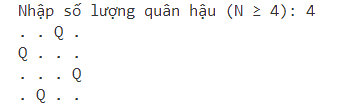 Nhập số lượng quân hậu (N ≥ 4): 4
. . Q .
Q . . .
. . . Q
. Q . .